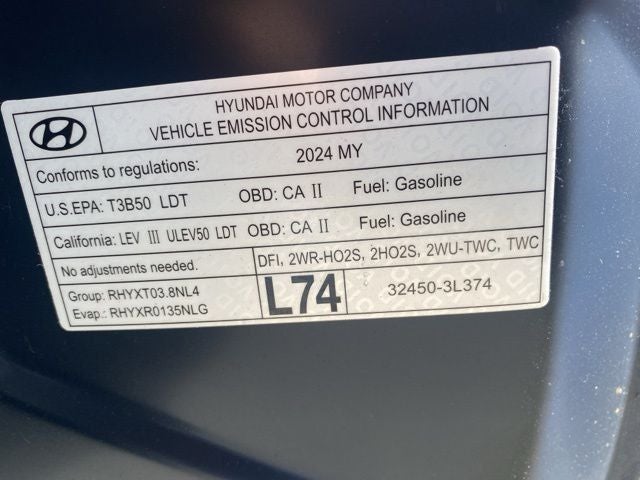 HYUNDAI MOTOR COMPANY
VEHICLE EMISSION CONTROL INFORMATION
Conforms to regulations: 2024 MY
U.S.EPA: T3B50 LDT OBD: CA II Fuel: Gasoline
California: LEV III ULEV50 LDT OBD: CA II Fuel: Gasoline
No adjustments needed. DFI, 2WR-HO2S, 2HO2S, 2WU-TWC, TWC
Group: RHYXT03.8NL4
Evap.: RHYXR0135NLG
L74
32450-3L374